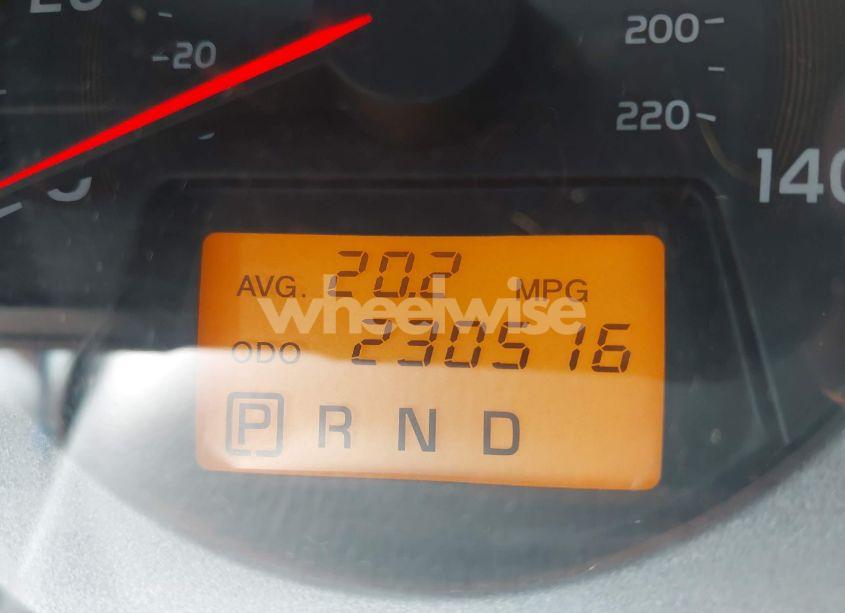 20
200
220
140
AVG. 20.2 MPG
wheelwise
ODO 230516
P R N D